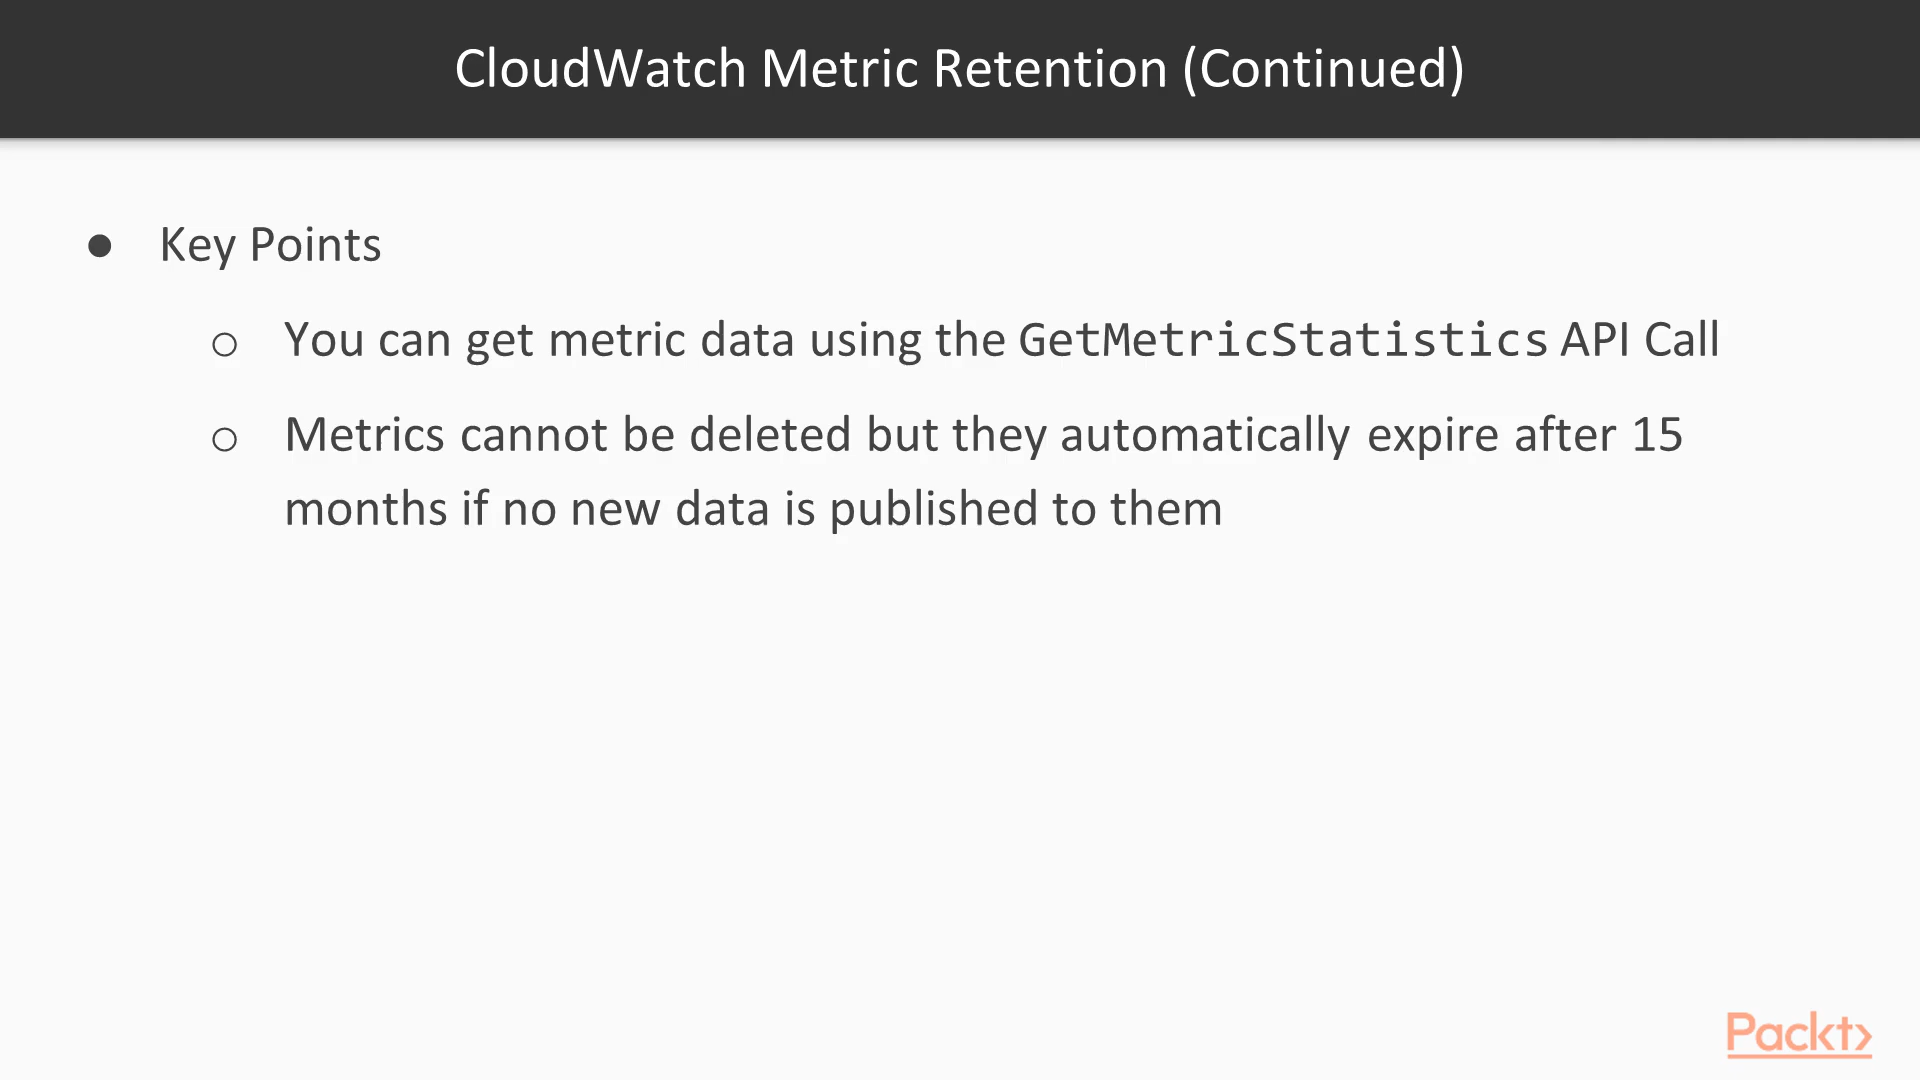 CloudWatch Metric Retention (Continued)
● Key Points
○ You can get metric data using the GetMetricStatistics API Call
○ Metrics cannot be deleted but they automatically expire after 15
months if no new data is published to them
Packt>